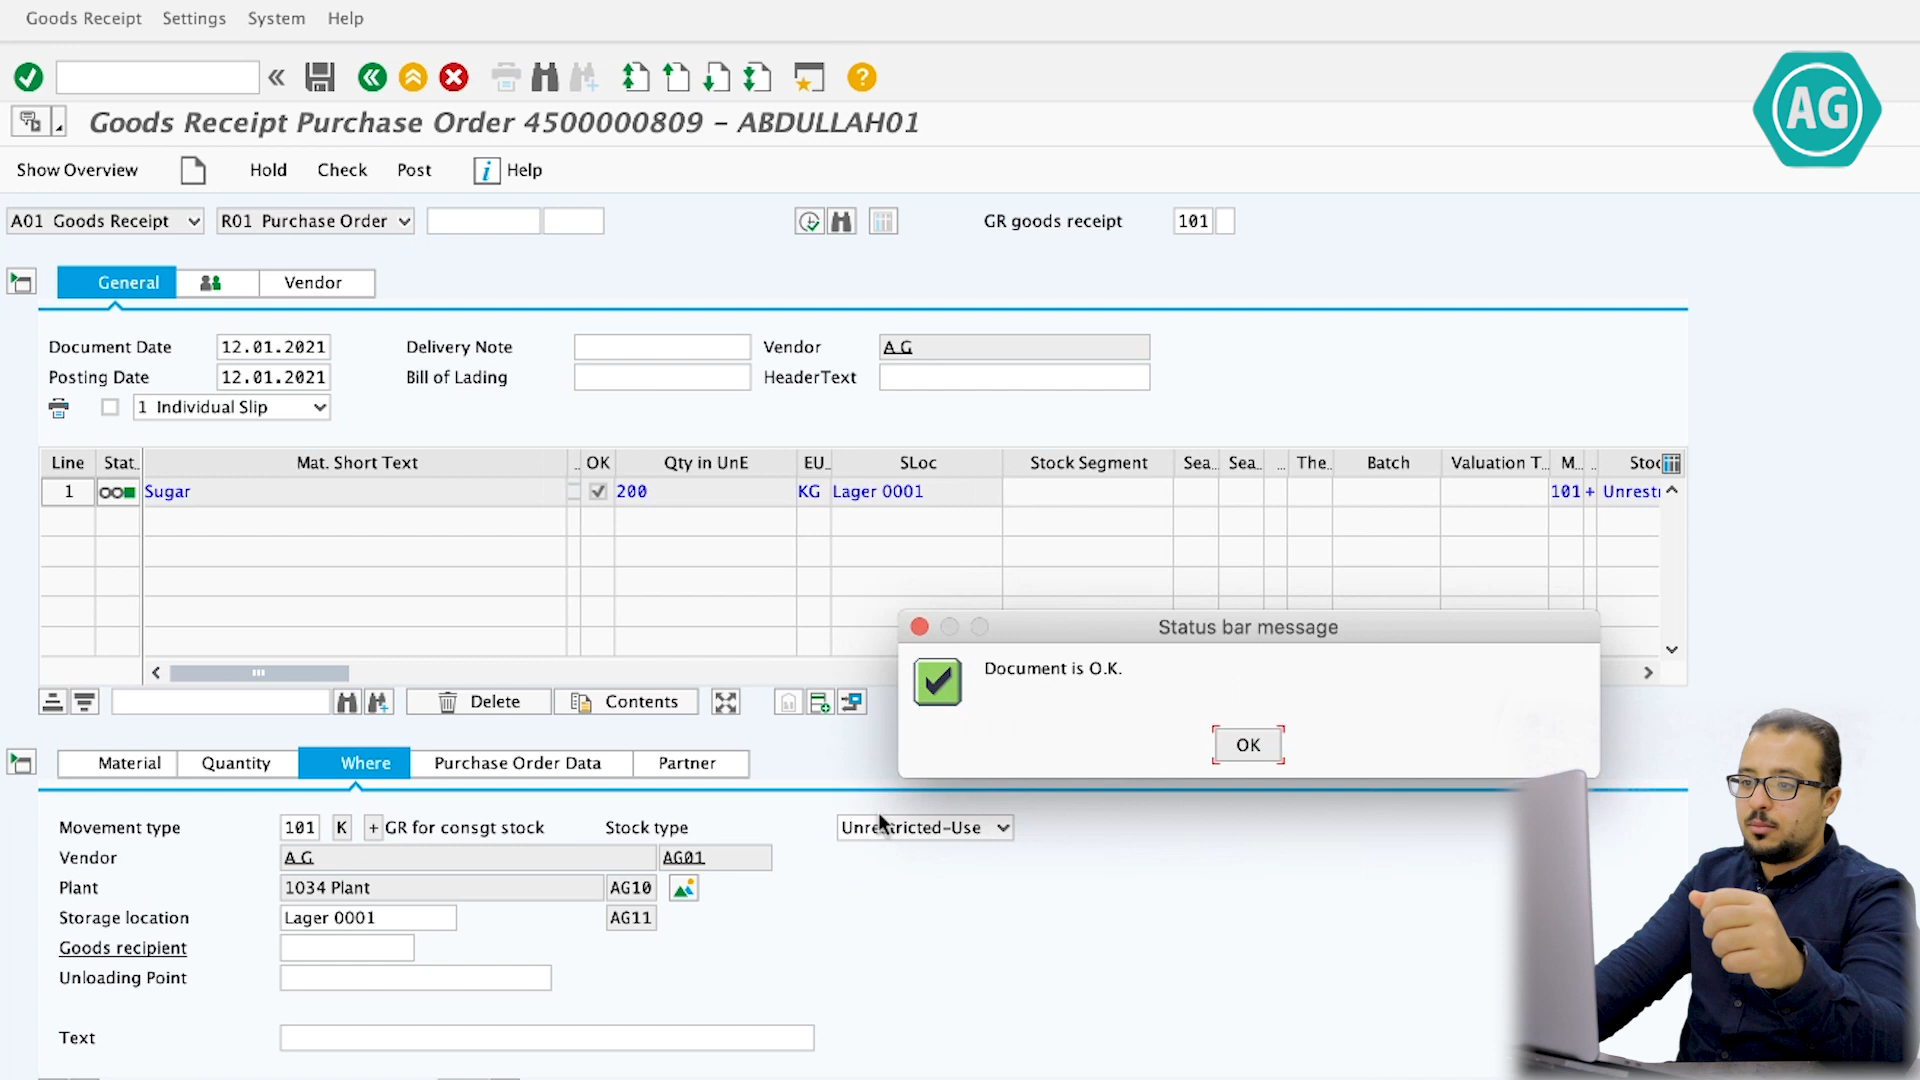 Goods Receipt Settings System Help
AG
Goods Receipt Purchase Order 4500000809 - ABDULLAH01
Show Overview Hold Check Post Help
A01 Goods Receipt R01 Purchase Order GR goods receipt 101
General Vendor
Document Date 12.01.2021 Delivery Note Vendor A G
Posting Date 12.01.2021 Bill of Lading HeaderText
1 Individual Slip
Line Stat.. Mat. Short Text .. OK Qty in UnE EU.. SLoc Stock Segment Sea.. Sea.. ... The.. Batch Valuation T... M... .. Stoc
1 Sugar 200 KG Lager 0001 101 + Unrestr
Delete Contents
Status bar message
Document is O.K.
OK
Material Quantity Where Purchase Order Data Partner
Movement type 101 K + GR for consgt stock Stock type Unrestricted-Use
Vendor A G AG01
Plant 1034 Plant AG10
Storage location Lager 0001 AG11
Goods recipient
Unloading Point
Text